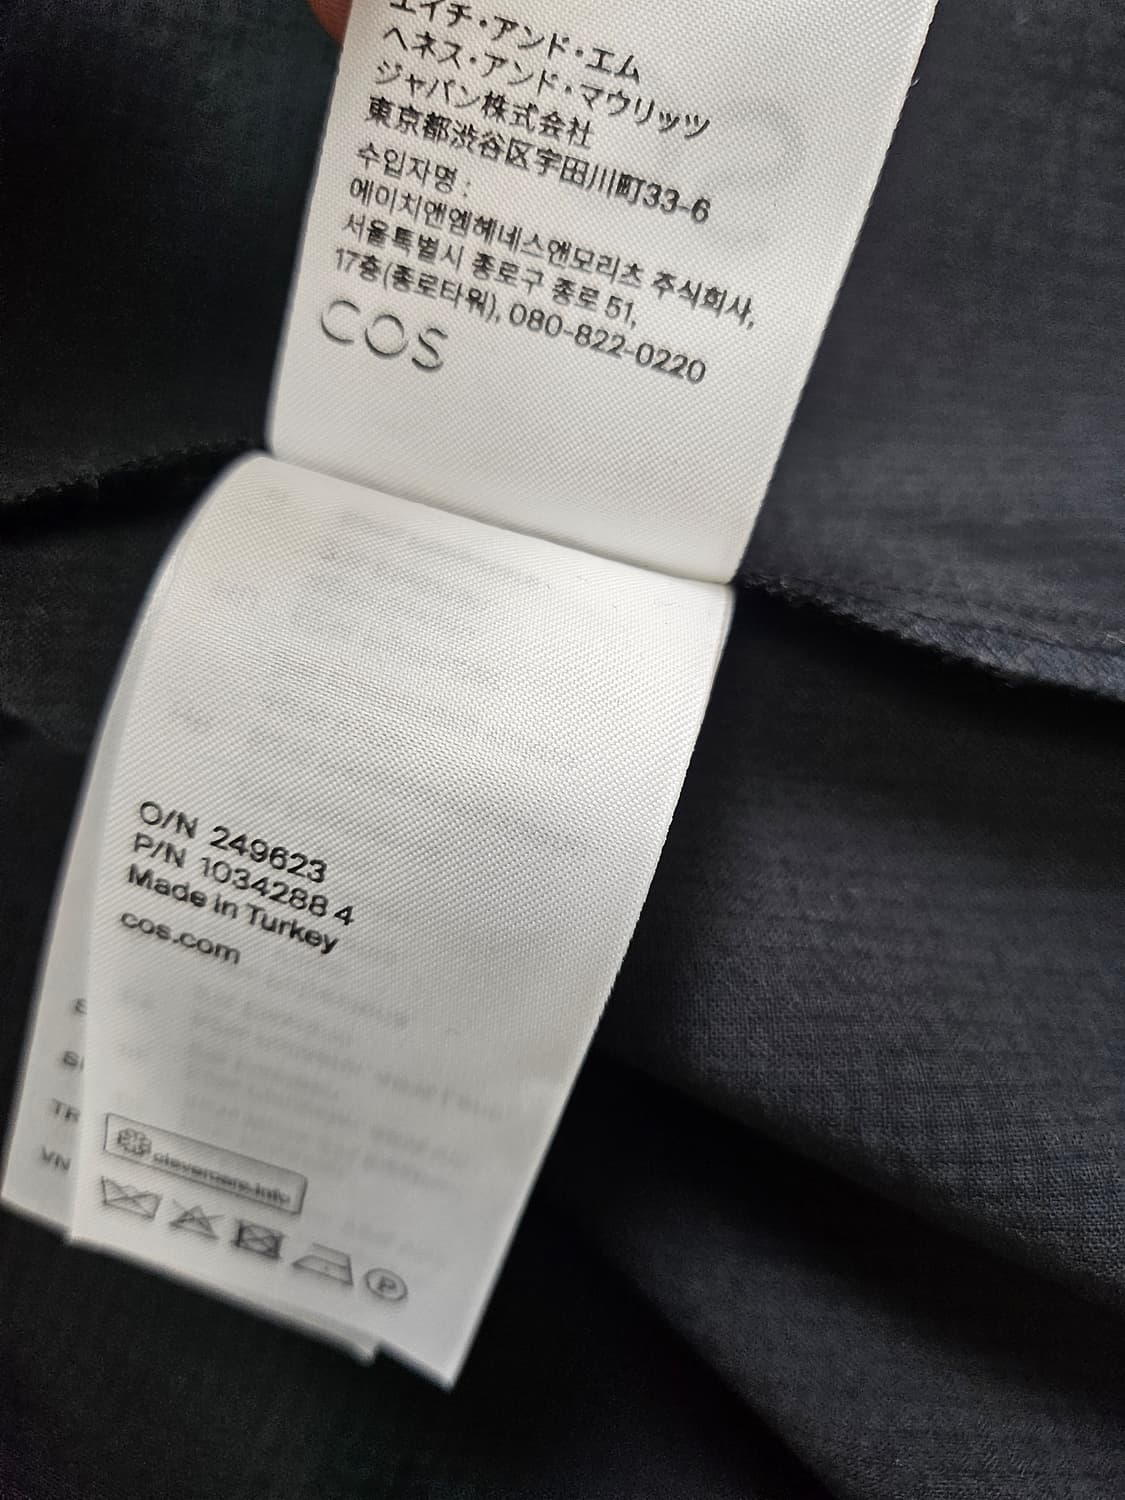 エイチ・アンド・エム
ヘネス・アンド・マウリッツ
ジャパン株式会社
東京都渋谷区宇田川町33-6
수입자명 :
에이치앤엠헤네스앤모리츠 주식회사,
서울특별시 종로구 종로 51,
17층(종로타워), 080-822-0220
COS
O/N 249623
P/N 1034288 4
Made in Turkey
cos.com
TR
VN
clevercare.info
P